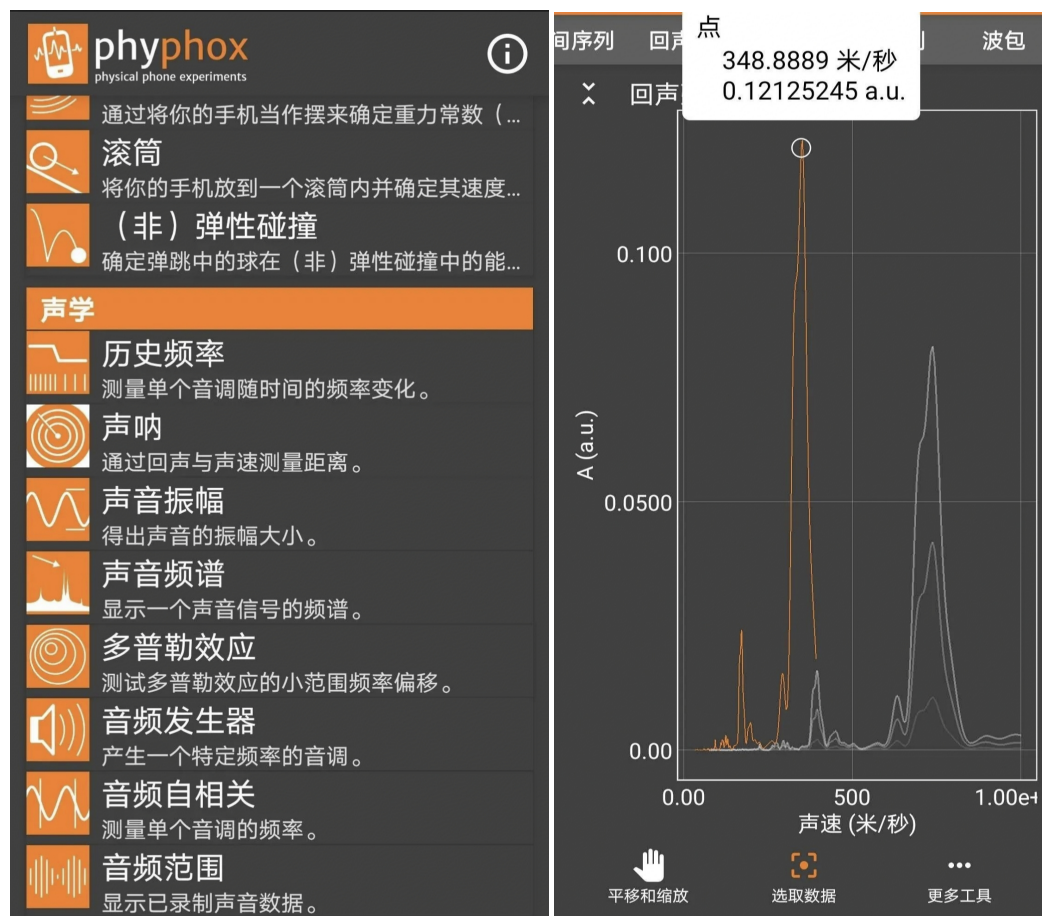 phyphox
physical phone experiments
通过将你的手机当作摆来确定重力常数（...
滚筒
将你的手机放到一个滚筒内并确定其速度...
（非）弹性碰撞
确定弹跳中的球在（非）弹性碰撞中的能...
声学
历史频率
测量单个音调随时间的频率变化。
声呐
通过回声与声速测量距离。
声音振幅
得出声音的振幅大小。
声音频谱
显示一个声音信号的频谱。
多普勒效应
测试多普勒效应的小范围频率偏移。
音频发生器
产生一个特定频率的音调。
音频自相关
测量单个音调的频率。
音频范围
显示已录制声音数据。
间序列 回声 波包
点
348.8889 米/秒
0.12125245 a.u.
回声
0.100
A (a.u.)
0.0500
0.00
0.00 500 1.00e+
声速 (米/秒)
平移和缩放 选取数据 更多工具